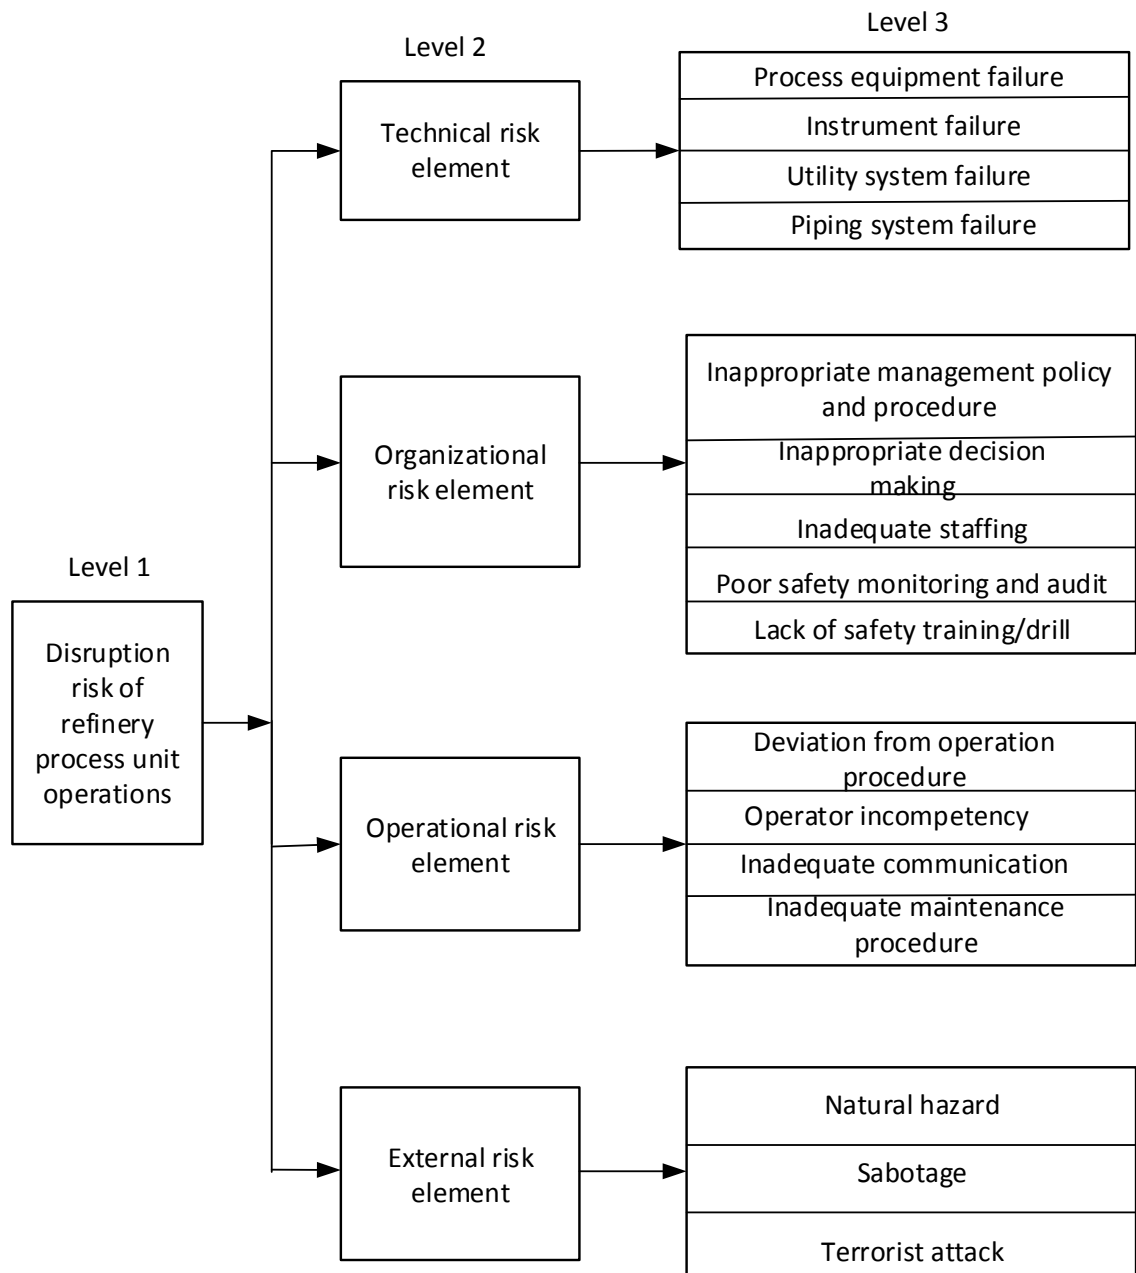 Level 3
Level 2
Process equipment failure
Instrument failure
Utility system failure
Piping system failure
Technical risk
element
Inappropriate management policy
and procedure
Inappropriate decision
making
Inadequate staffing
Poor safety monitoring and audit
Lack of safety training/drill
Organizational
risk element
Level 1
Disruption
risk of
refinery
process unit
operations
Deviation from operation
procedure
Operator incompetency
Inadequate communication
Inadequate maintenance
procedure
Operational risk
element
Natural hazard
Sabotage
Terrorist attack
External risk
element